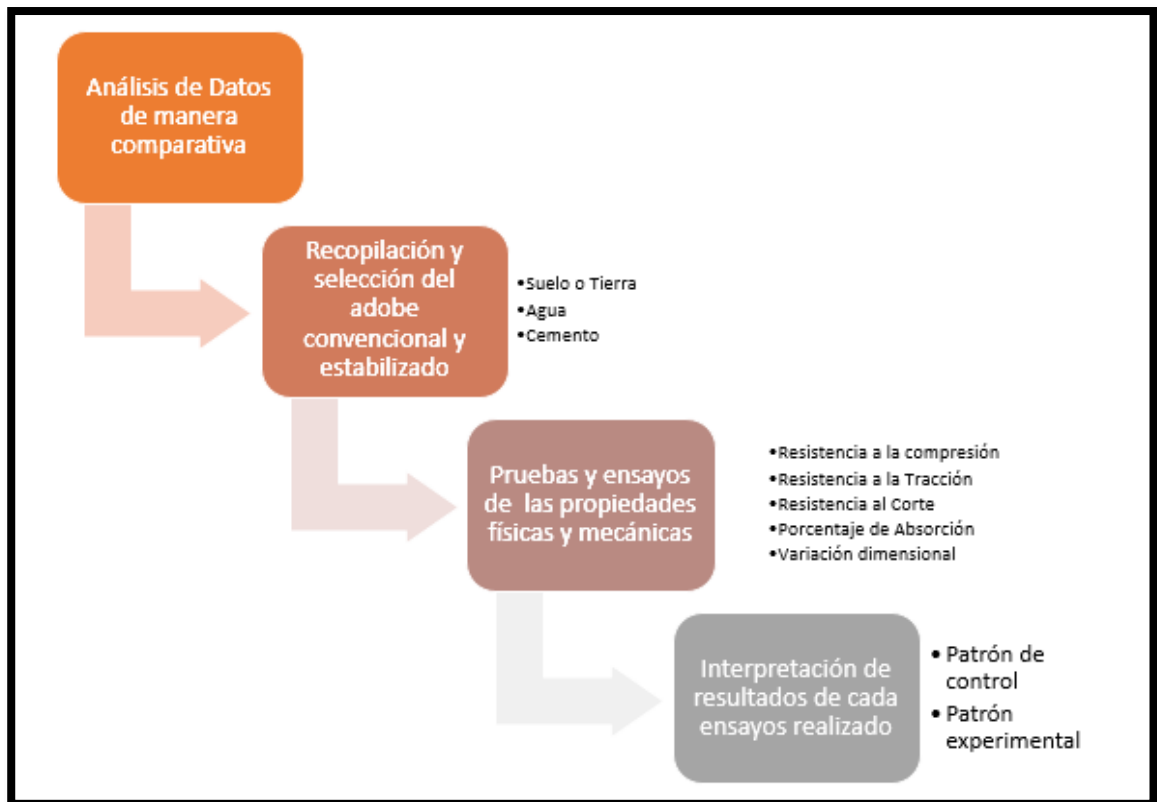 Análisis de Datos
de manera
comparativa
Recopilación y
selección del
adobe
convencional y
estabilizado
•Suelo o Tierra
•Agua
•Cemento
Pruebas y ensayos
de las propiedades
físicas y mecánicas
•Resistencia a la compresión
•Resistencia a la Tracción
•Resistencia al Corte
•Porcentaje de Absorción
•Variación dimensional
Interpretación de
resultados de cada
ensayos realizado
• Patrón de
control
• Patrón
experimental